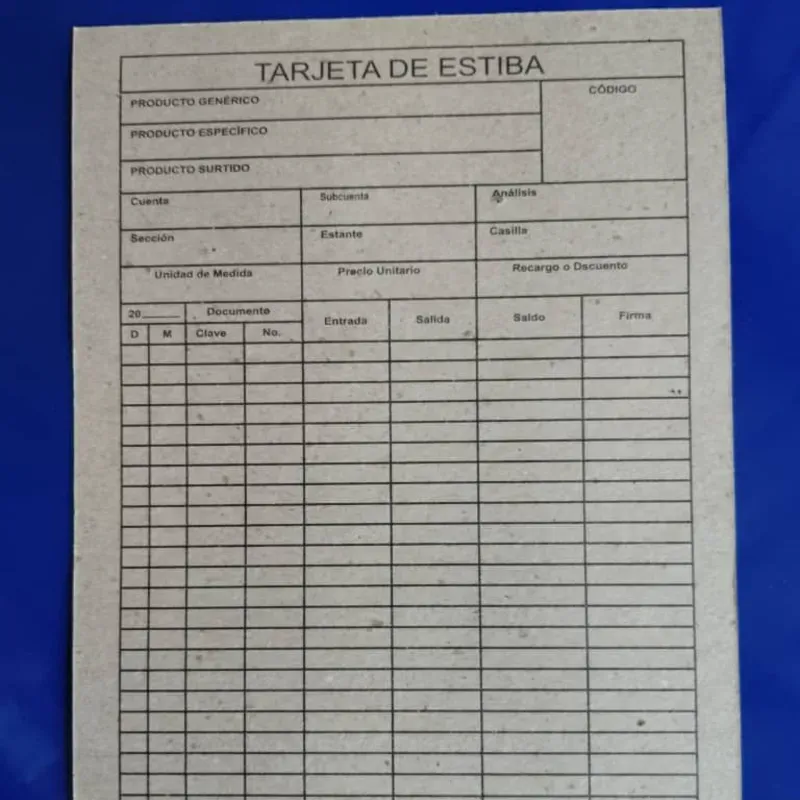 TARJETA DE ESTIBA
PRODUCTO GENÉRICO
CÓDIGO
PRODUCTO ESPECÍFICO
PRODUCTO SURTIDO
Cuenta Subcuenta Análisis
Sección Estante Casilla
Unidad de Medida Precio Unitario Recargo o Dscuento
20______ Documento Entrada Salida Saldo Firma
D M Clave No.